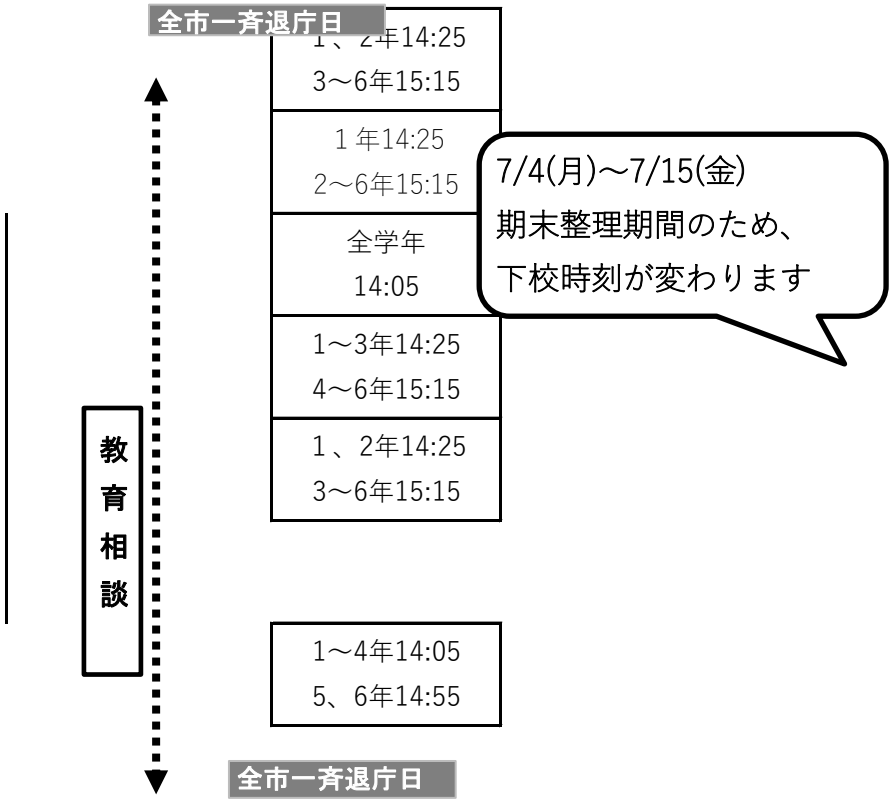 全市一斉退庁日
1、2年14:25
3～6年15:15
1年14:25
2～6年15:15
7/4(月)～7/15(金)
期末整理期間のため、
下校時刻が変わります
全学年
14:05
1～3年14:25
4～6年15:15
1、2年14:25
3～6年15:15
教育相談
1～4年14:05
5、6年14:55
全市一斉退庁日